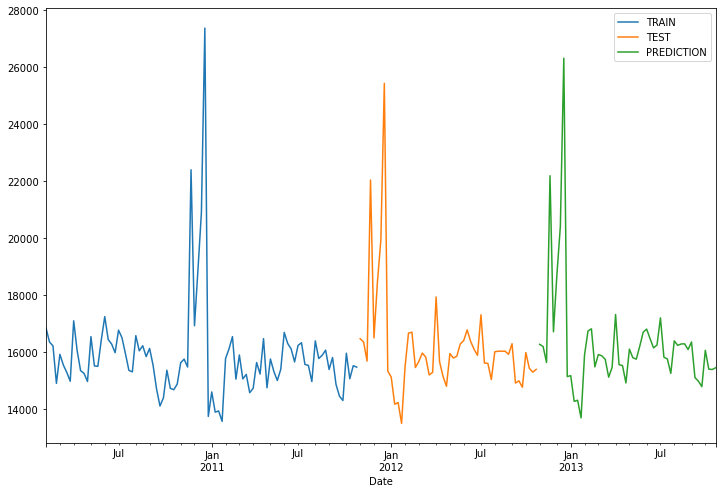 28000
26000
24000
22000
20000
18000
16000
14000
TRAIN
TEST
PREDICTION
Jul Jan Jul Jan Jul Jan Jul
2011 2012 2013
Date